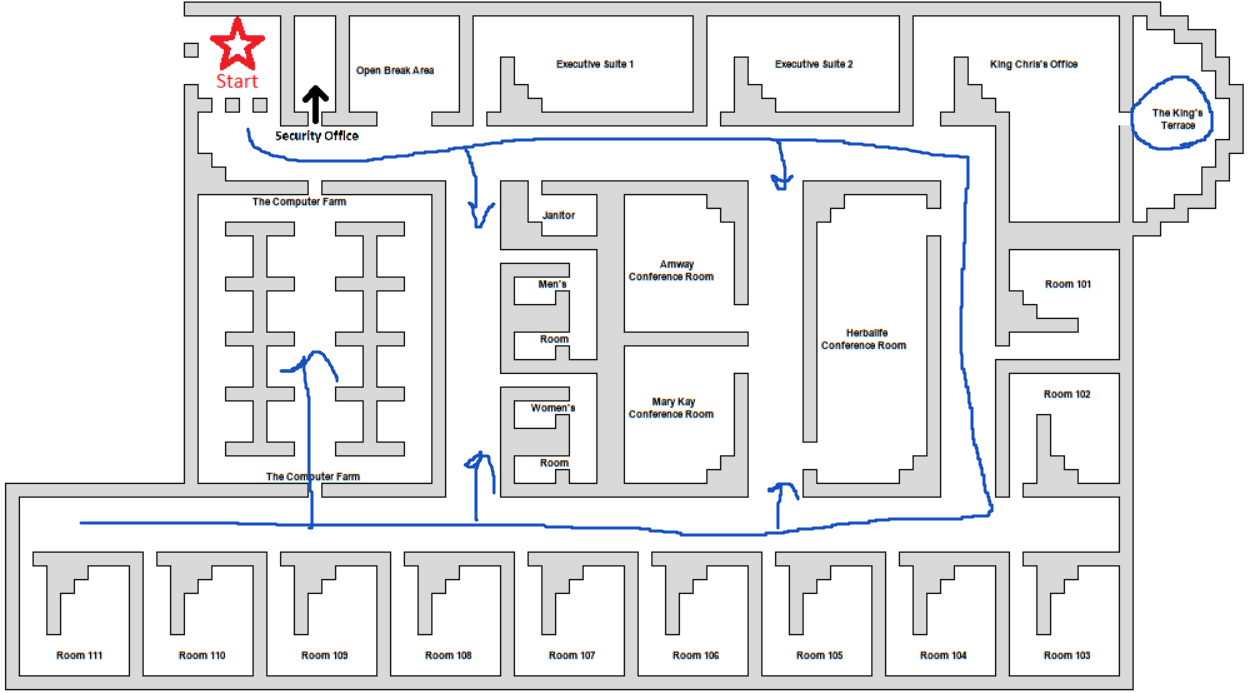 Start
Open Break Area
Executive Suite 1
Executive Suite 2
King Chris's Office
The King's
Terrace
Security Office
The Computer Farm
Janitor
Amway
Conference Room
Men's
Room
Room 101
Herbalife
Conference Room
Mary Kay
Conference Room
Women's
Room
Room 102
The Computer Farm
Room 111
Room 110
Room 109
Room 108
Room 107
Room 106
Room 105
Room 104
Room 103